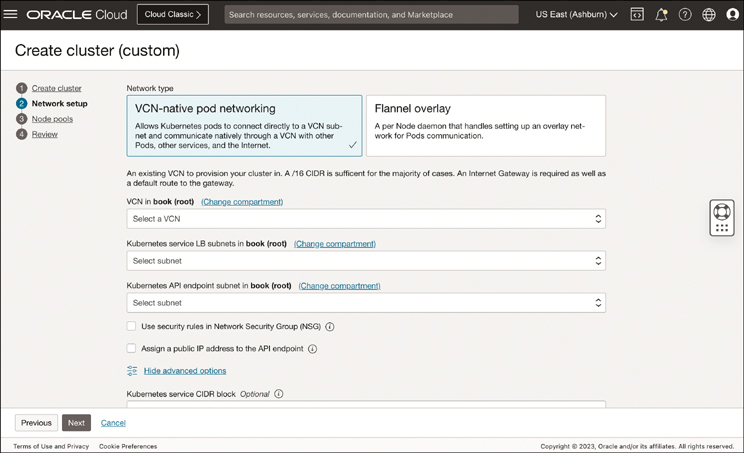 ORACLE Cloud
Cloud Classic >
Search resources, services, documentation, and Marketplace
US East (Ashburn)
Create cluster (custom)
1 Create cluster
2 Network setup
3 Node pools
4 Review
Network type
VCN-native pod networking
Allows Kubernetes pods to connect directly to a VCN sub-
net and communicate natively through a VCN with other
Pods, other services, and the Internet.
Flannel overlay
A per Node daemon that handles setting up an overlay net-
work for Pods communication.
An existing VCN to provision your cluster in. A /16 CIDR is sufficent for the majority of cases. An Internet Gateway is required as well as
a default route to the gateway.
VCN in book (root) (Change compartment)
Select a VCN
Kubernetes service LB subnets in book (root) (Change compartment)
Select subnet
Kubernetes API endpoint subnet in book (root) (Change compartment)
Select subnet
Use security rules in Network Security Group (NSG)
Assign a public IP address to the API endpoint
Hide advanced options
Kubernetes service CIDR block Optional
Previous
Next
Cancel
Terms of Use and Privacy
Cookie Preferences
Copyright © 2023, Oracle and/or its affiliates. All rights reserved.